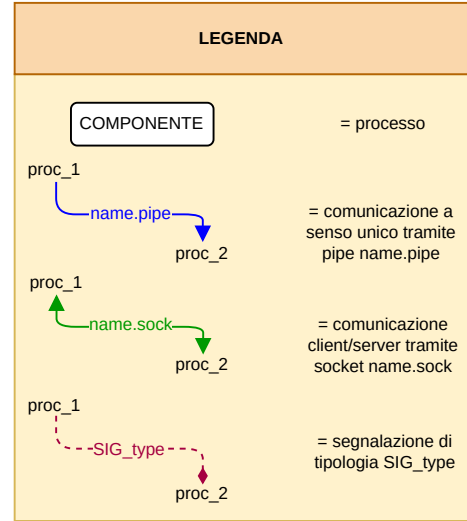 LEGENDA
COMPONENTE
= processo
proc_1
name.pipe
proc_2
= comunicazione a
senso unico tramite
pipe name.pipe
proc_1
name.sock
proc_2
= comunicazione
client/server tramite
socket name.sock
proc_1
SIG_type
proc_2
= segnalazione di
tipologia SIG_type